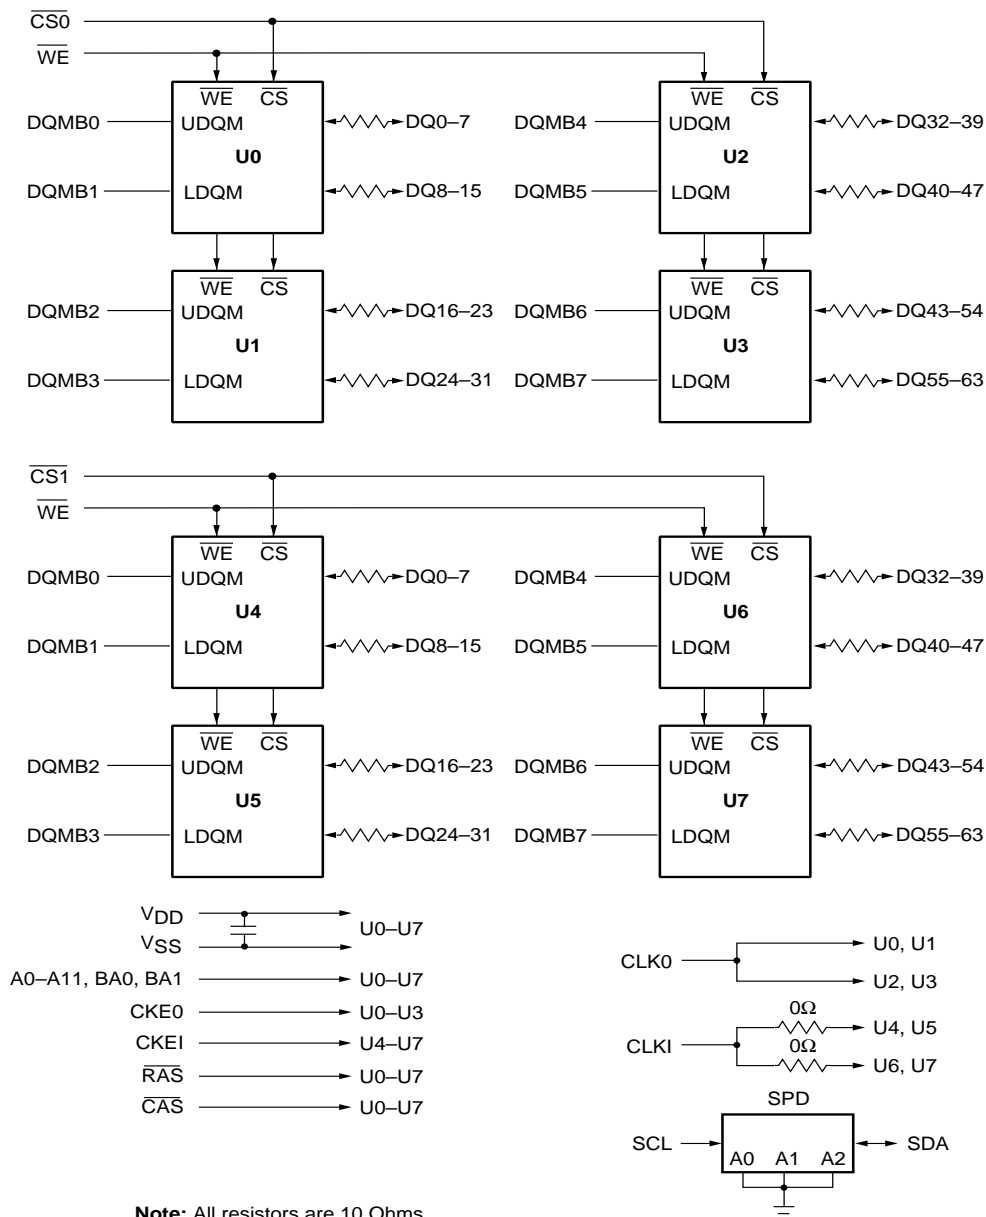 CS0
WE
WE CS
DQMB0 UDQM DQ0–7
U0
DQMB1 LDQM DQ8–15
WE CS
DQMB4 UDQM DQ32–39
U2
DQMB5 LDQM DQ40–47
WE CS
DQMB2 UDQM DQ16–23
U1
DQMB3 LDQM DQ24–31
WE CS
DQMB6 UDQM DQ43–54
U3
DQMB7 LDQM DQ55–63
CS1
WE
WE CS
DQMB0 UDQM DQ0–7
U4
DQMB1 LDQM DQ8–15
WE CS
DQMB4 UDQM DQ32–39
U6
DQMB5 LDQM DQ40–47
WE CS
DQMB2 UDQM DQ16–23
U5
DQMB3 LDQM DQ24–31
WE CS
DQMB6 UDQM DQ43–54
U7
DQMB7 LDQM DQ55–63
VDD
VSS
U0–U7
A0–A11, BA0, BA1 U0–U7
CKE0 U0–U3
CKEI U4–U7
RAS U0–U7
CAS U0–U7
CLK0 U0, U1
U2, U3
CLKI 0Ω U4, U5
0Ω U6, U7
SPD
SCL SDA
A0 A1 A2
Note: All resistors are 10 Ohms